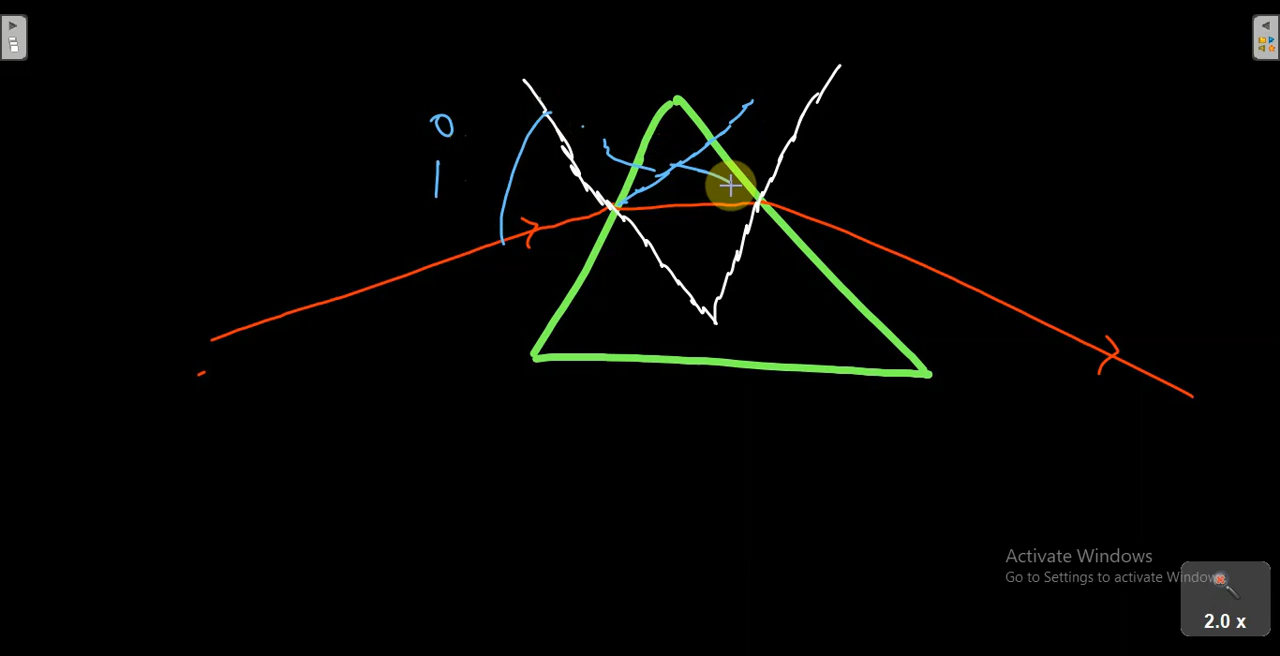 i
Activate Windows
Go to Settings to activate Windows.
2.0 x